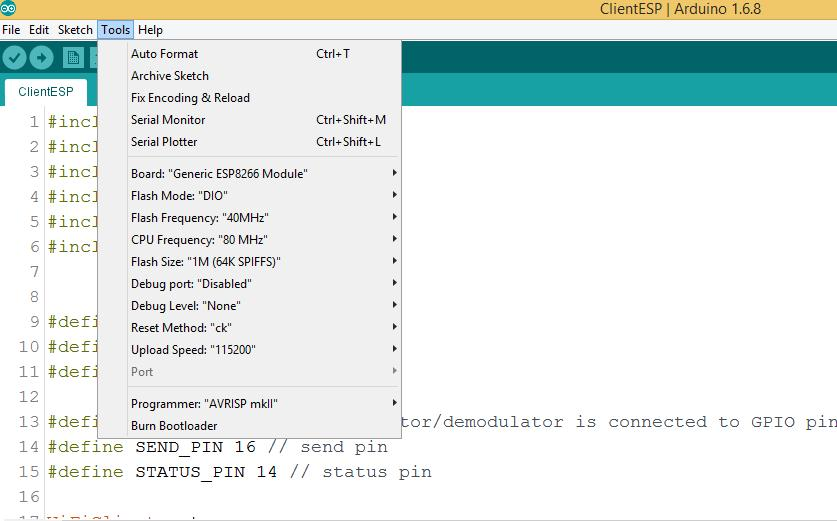 ClientESP | Arduino 1.6.8
File Edit Sketch Tools Help
Auto Format Ctrl+T
Archive Sketch
Fix Encoding & Reload
Serial Monitor Ctrl+Shift+M
Serial Plotter Ctrl+Shift+L
Board: "Generic ESP8266 Module"
Flash Mode: "DIO"
Flash Frequency: "40MHz"
CPU Frequency: "80 MHz"
Flash Size: "1M (64K SPIFFS)"
Debug port: "Disabled"
Debug Level: "None"
Reset Method: "ck"
Upload Speed: "115200"
Port
Programmer: "AVRISP mkII"
Burn Bootloader
ClientESP
1 #incl
2 #incl
3 #incl
4 #incl
5 #incl
6 #incl
7
8
9 #defi
10 #defi
11 #defi
12
13 #defi tor/demodulator is connected to GPIO pin
14 #define SEND_PIN 16 // send pin
15 #define STATUS_PIN 14 // status pin
16
17